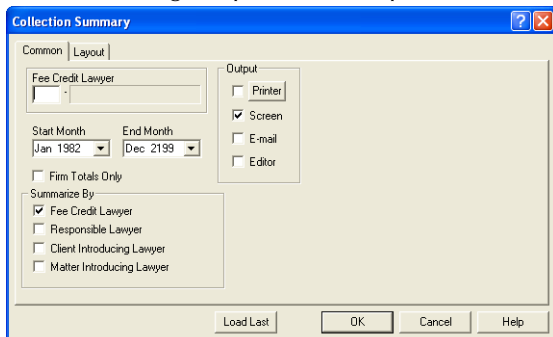 Collection Summary
Common
Layout
Fee Credit Lawyer
-
Start Month
End Month
Jan 1982
Dec 2199
Firm Totals Only
Summarize By
Fee Credit Lawyer
Responsible Lawyer
Client Introducing Lawyer
Matter Introducing Lawyer
Output
Printer
Screen
E-mail
Editor
Load Last
OK
Cancel
Help